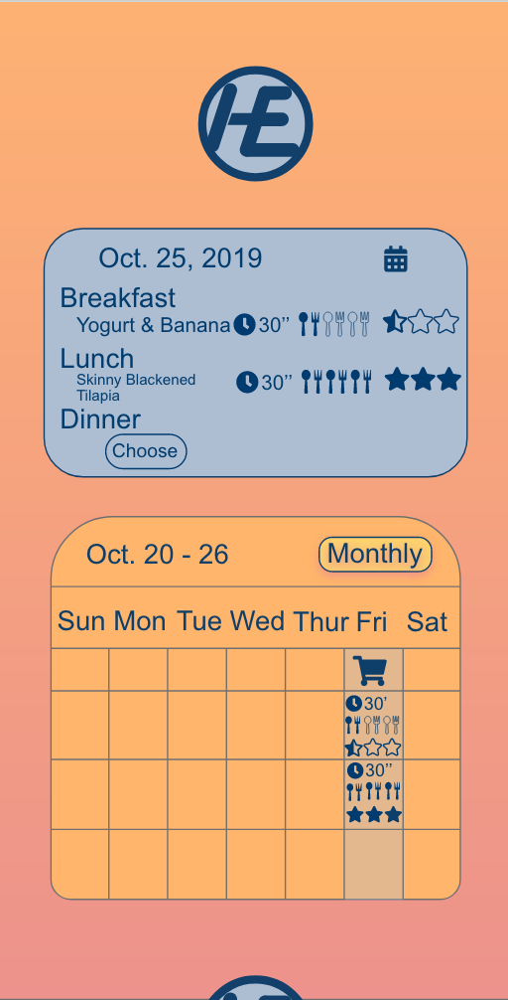 HE
Oct. 25, 2019
Breakfast
Yogurt & Banana 30’’
Lunch
Skinny Blackened 30’’
Tilapia
Dinner
Choose
Oct. 20 - 26 Monthly
Sun Mon Tue Wed Thur Fri Sat
30’
30’’